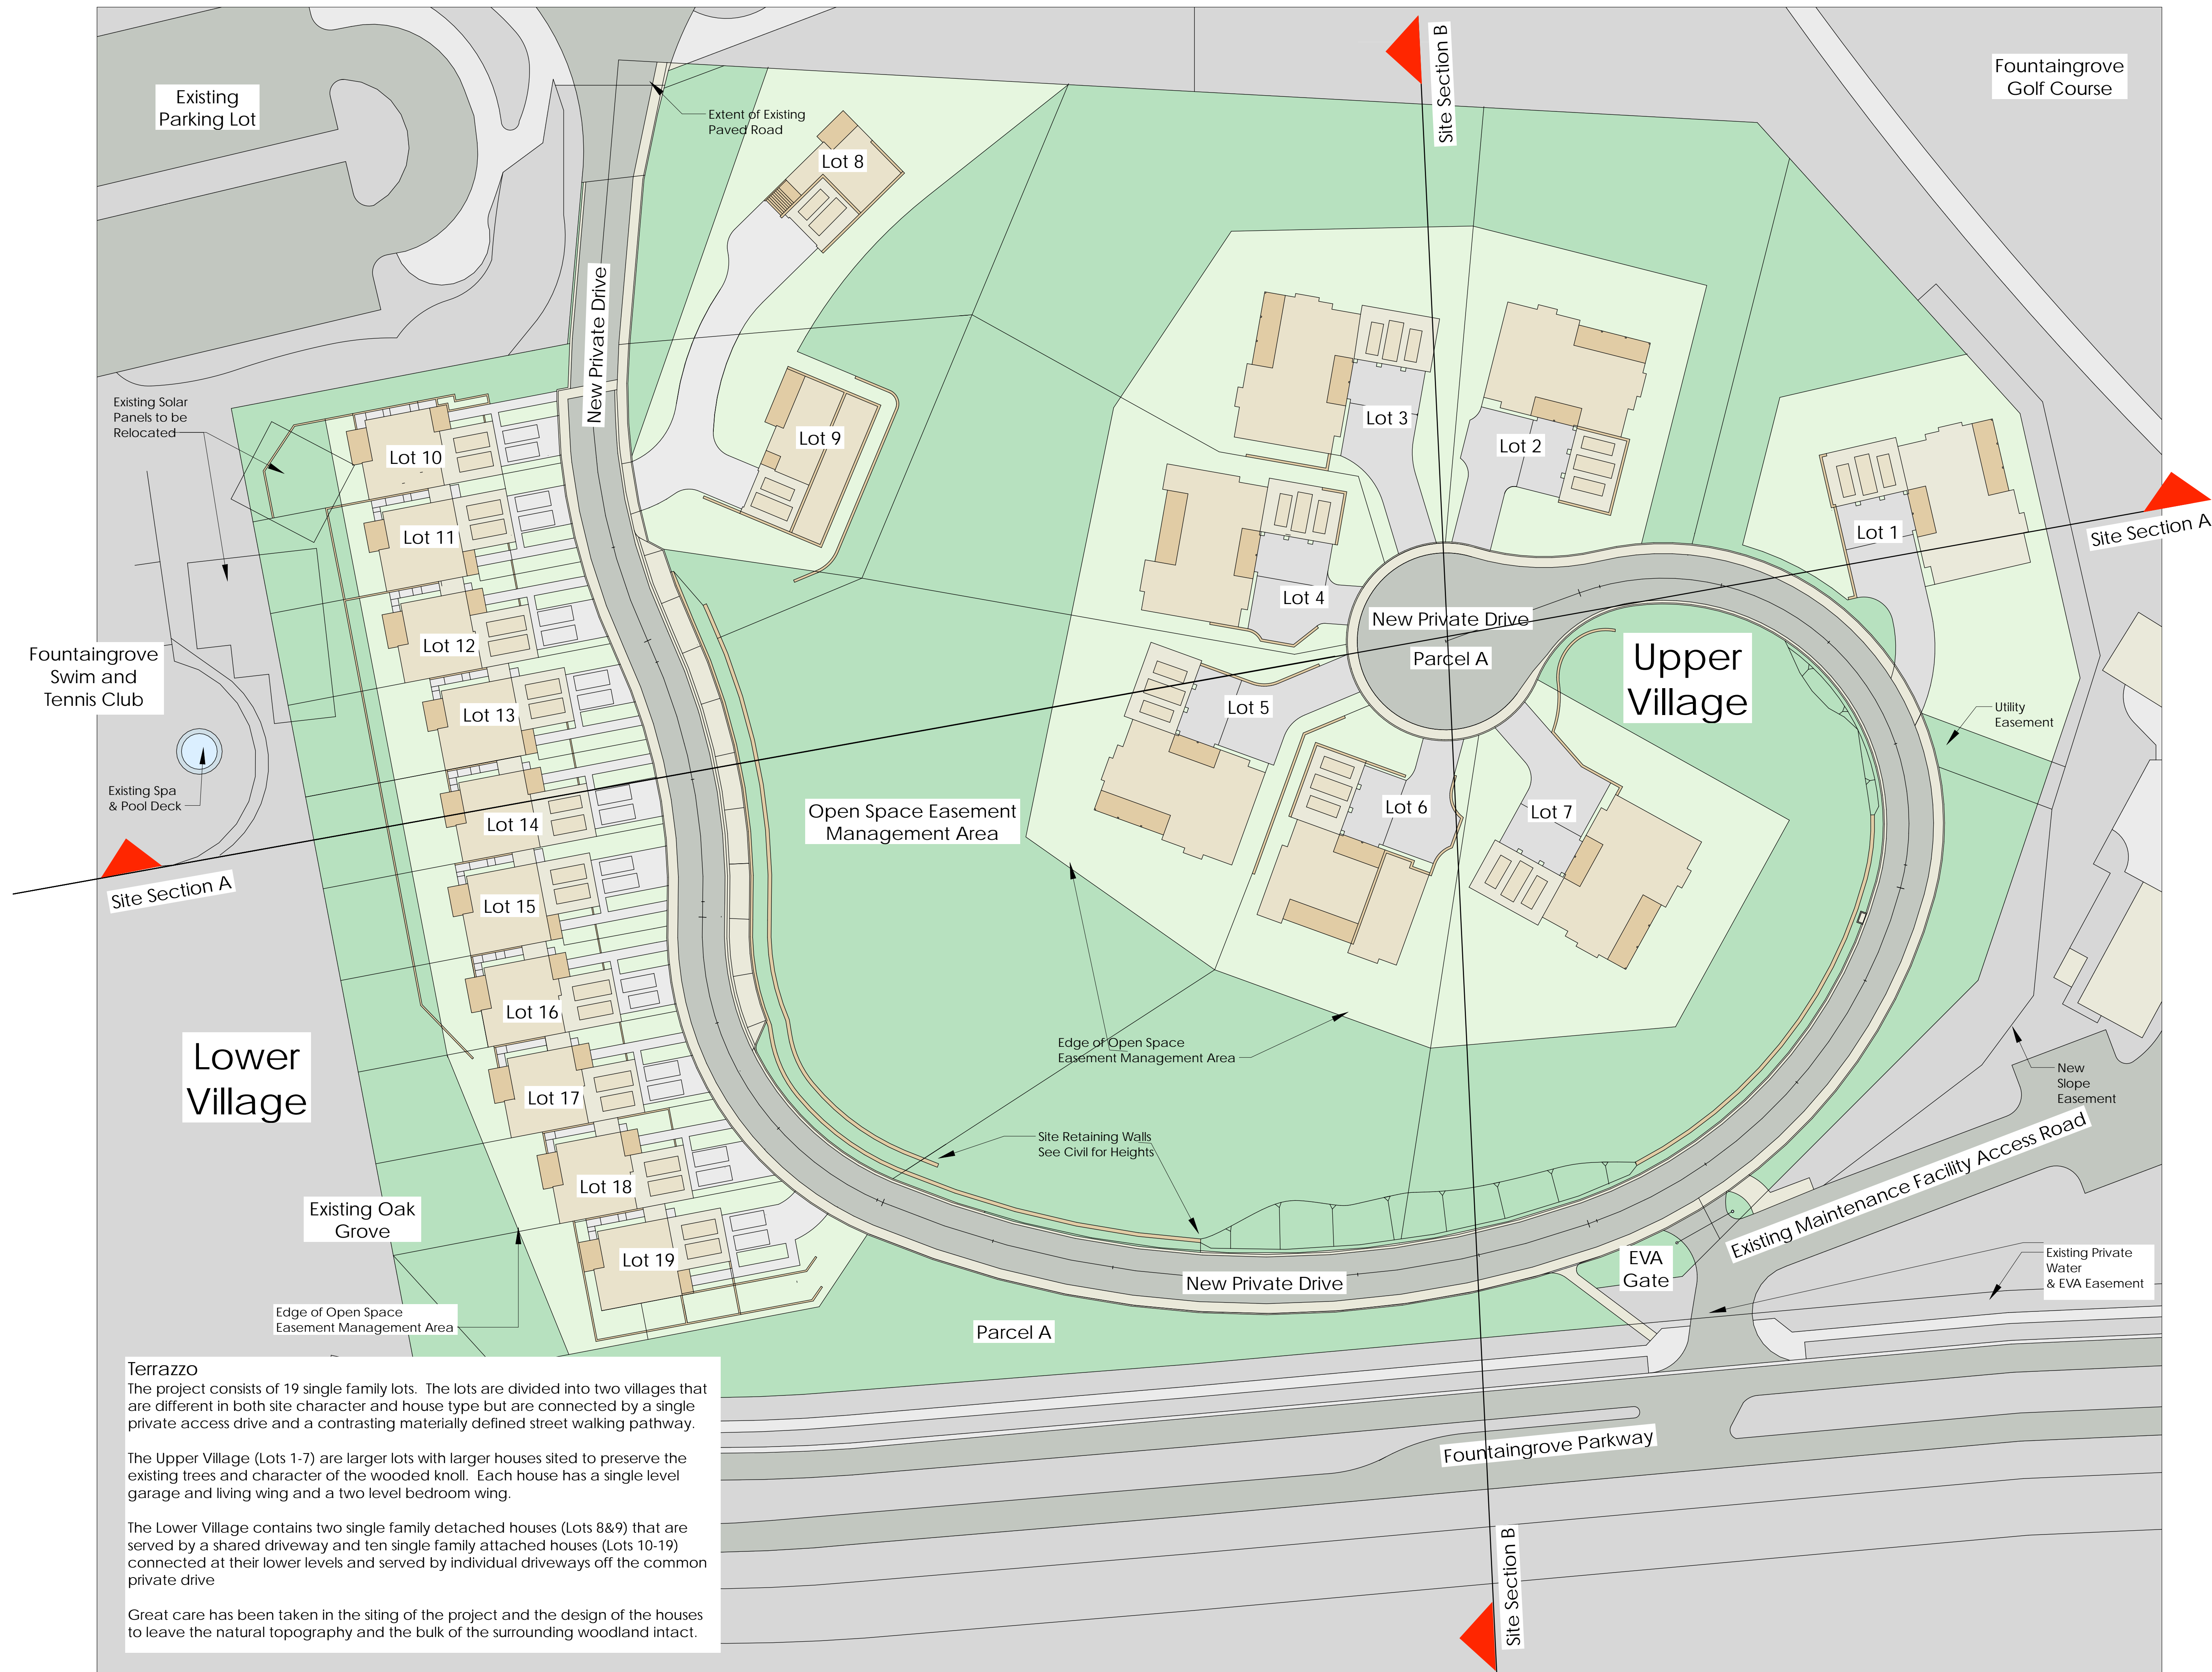 Existing
Parking Lot
Extent of Existing
Paved Road
Site Section B
Fountaingrove
Golf Course
Lot 8
New Private Drive
Existing Solar
Panels to be
Relocated
Lot 10
Lot 9
Lot 3
Lot 2
Lot 1
Site Section A
Lot 11
Lot 4
Lot 12
New Private Drive
Parcel A
Upper
Village
Fountaingrove
Swim and
Tennis Club
Lot 13
Lot 5
Utility
Easement
Existing Spa
& Pool Deck
Lot 14
Open Space Easement
Management Area
Lot 6
Lot 7
Site Section A
Lot 15
Lot 16
Lower
Village
Edge of Open Space
Easement Management Area
Lot 17
New
Slope
Easement
Site Retaining Walls
See Civil for Heights
Existing Maintenance Facility Access Road
Lot 18
Existing Oak
Grove
Lot 19
New Private Drive
EVA
Gate
Existing Private
Water
& EVA Easement
Edge of Open Space
Easement Management Area
Parcel A
Fountaingrove Parkway
Site Section B
Terrazzo
The project consists of 19 single family lots.  The lots are divided into two villages that
are different in both site character and house type but are connected by a single
private access drive and a contrasting materially defined street walking pathway.
The Upper Village (Lots 1-7) are larger lots with larger houses sited to preserve the
existing trees and character of the wooded knoll.  Each house has a single level
garage and living wing and a two level bedroom wing.
The Lower Village contains two single family detached houses (Lots 8&9) that are
served by a shared driveway and ten single family attached houses (Lots 10-19)
connected at their lower levels and served by individual driveways off the common
private drive
Great care has been taken in the siting of the project and the design of the houses
to leave the natural topography and the bulk of the surrounding woodland intact.